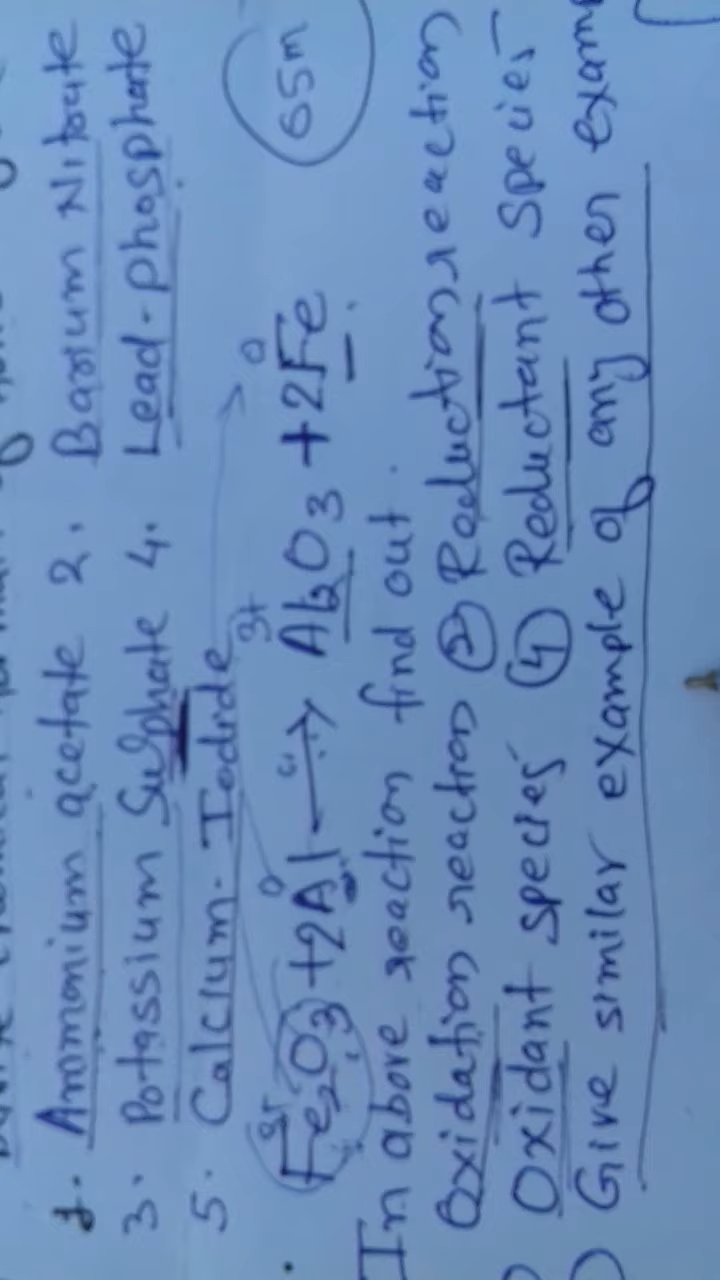 1. Ammonium acetate 2. Barium Nitrate
3. Potassium Sulphate 4. Lead-phosphate
5. Calcium-Iodide
Fe₂O₃ + 2Al → Al₂O₃ + 2Fe
In above reaction find out.
Oxidation reaction ② Reduction reaction
Oxidant species ④ Reductant Species
Give similar example of any other